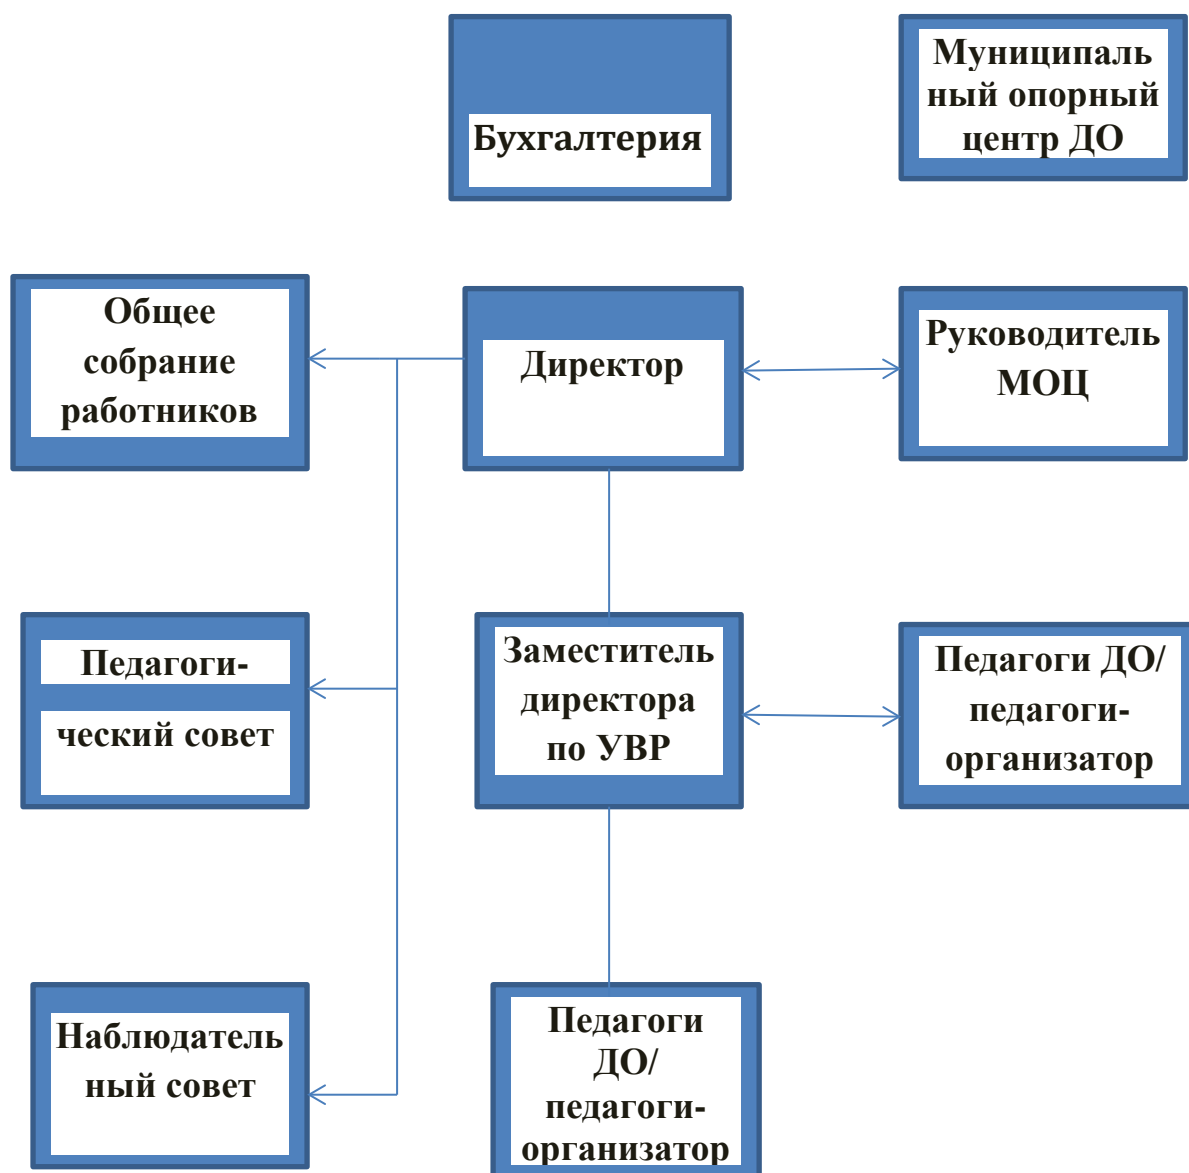 Бухгалтерия
Муниципаль
ный опорный
центр ДО
Общее
собрание
работников
Директор
Руководитель
МОЦ
Педагоги-
ческий совет
Заместитель
директора
по УВР
Педагоги ДО/
педагоги-
организатор
Наблюдатель
ный совет
Педагоги
ДО/
педагоги-
организатор